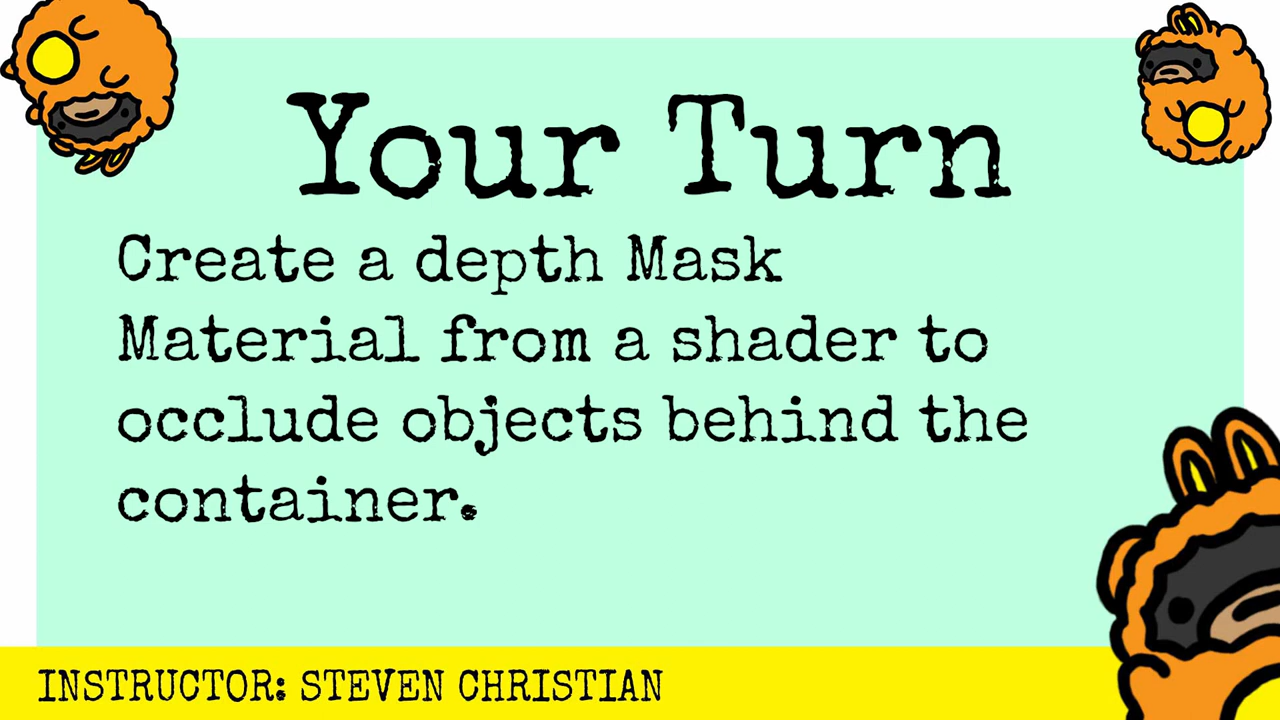 Your Turn
Create a depth Mask
Material from a shader to
occlude objects behind the
container.
INSTRUCTOR: STEVEN CHRISTIAN